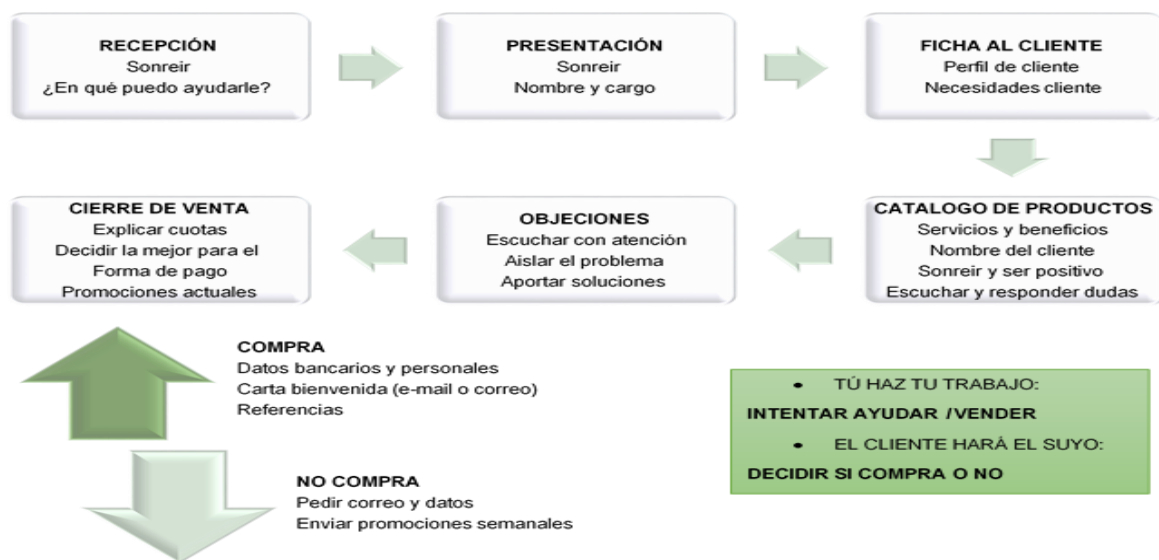 RECEPCIÓN
Sonreir
¿En qué puedo ayudarle?
PRESENTACIÓN
Sonreir
Nombre y cargo
FICHA AL CLIENTE
Perfil de cliente
Necesidades cliente
CATALOGO DE PRODUCTOS
Servicios y beneficios
Nombre del cliente
Sonreir y ser positivo
Escuchar y responder dudas
OBJECIONES
Escuchar con atención
Aislar el problema
Aportar soluciones
CIERRE DE VENTA
Explicar cuotas
Decidir la mejor para el
Forma de pago
Promociones actuales
COMPRA
Datos bancarios y personales
Carta bienvenida (e-mail o correo)
Referencias
NO COMPRA
Pedir correo y datos
Enviar promociones semanales
• TÚ HAZ TU TRABAJO:
INTENTAR AYUDAR /VENDER
• EL CLIENTE HARÁ EL SUYO:
DECIDIR SI COMPRA O NO